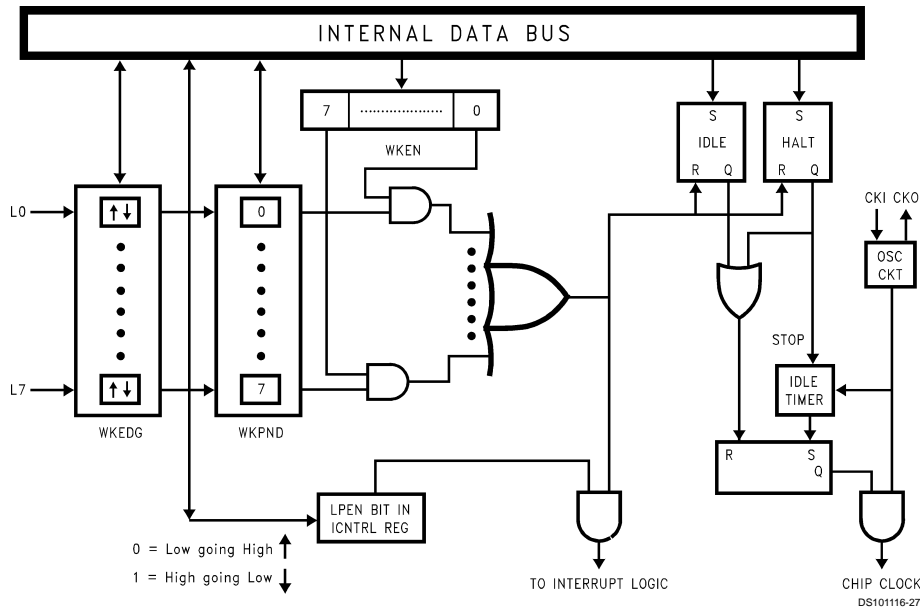 INTERNAL DATA BUS
7 ........................ 0
WKEN
S
IDLE
R Q
S
HALT
R Q
L0
0
L7
7
WKEDG
WKPND
CKI CKO
OSC
CKT
STOP
IDLE
TIMER
R S
Q
LPEN BIT IN
ICNTRL REG
0 = Low going High
1 = High going Low
TO INTERRUPT LOGIC
CHIP CLOCK
DS101116-27